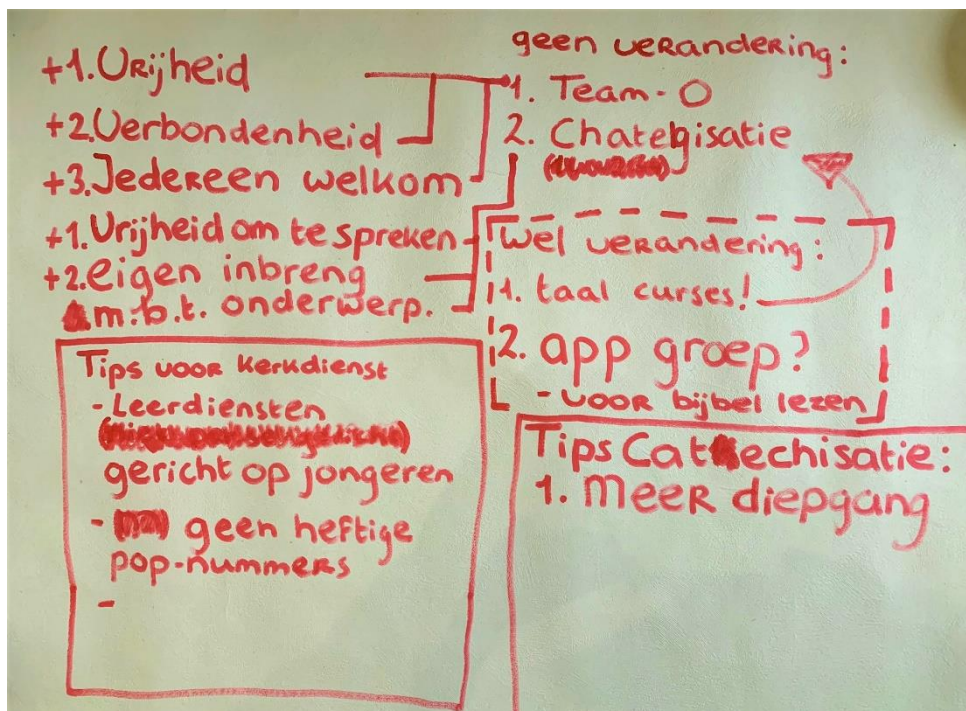 +1. Vrijheid
+2. Verbondenheid
+3. Iedereen welkom
+1. Vrijheid om te spreken
+2. eigen inbreng
m.b.t. onderwerp.
geen verandering:
1. Team-O
2. Chatechisatie
Wel verandering:
1. taal curses!
2. app groep?
- voor bijbel lezen
Tips voor kerkdienst
- Leerdiensten
gericht op jongeren
- geen heftige
pop-nummers
-
Tips Catechisatie:
1. Meer diepgang